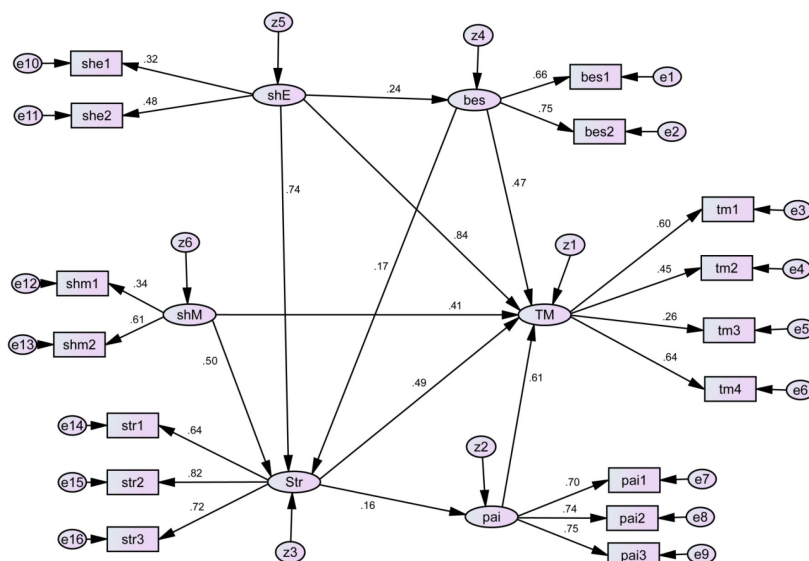 z5
z4
e10
she1
.32
she2
.48
e11
shE
.24
bes
.66
bes1
e1
.75
bes2
e2
.74
.47
.84
.17
z6
z1
e12
shm1
.34
e13
shm2
.61
shM
.41
TM
.50
.49
.61
.60
tm1
e3
.45
tm2
e4
.26
tm3
e5
.64
tm4
e6
e14
str1
.64
e15
str2
.82
e16
str3
.72
Str
z3
.16
z2
pai
.70
pai1
e7
.74
pai2
e8
.75
pai3
e9